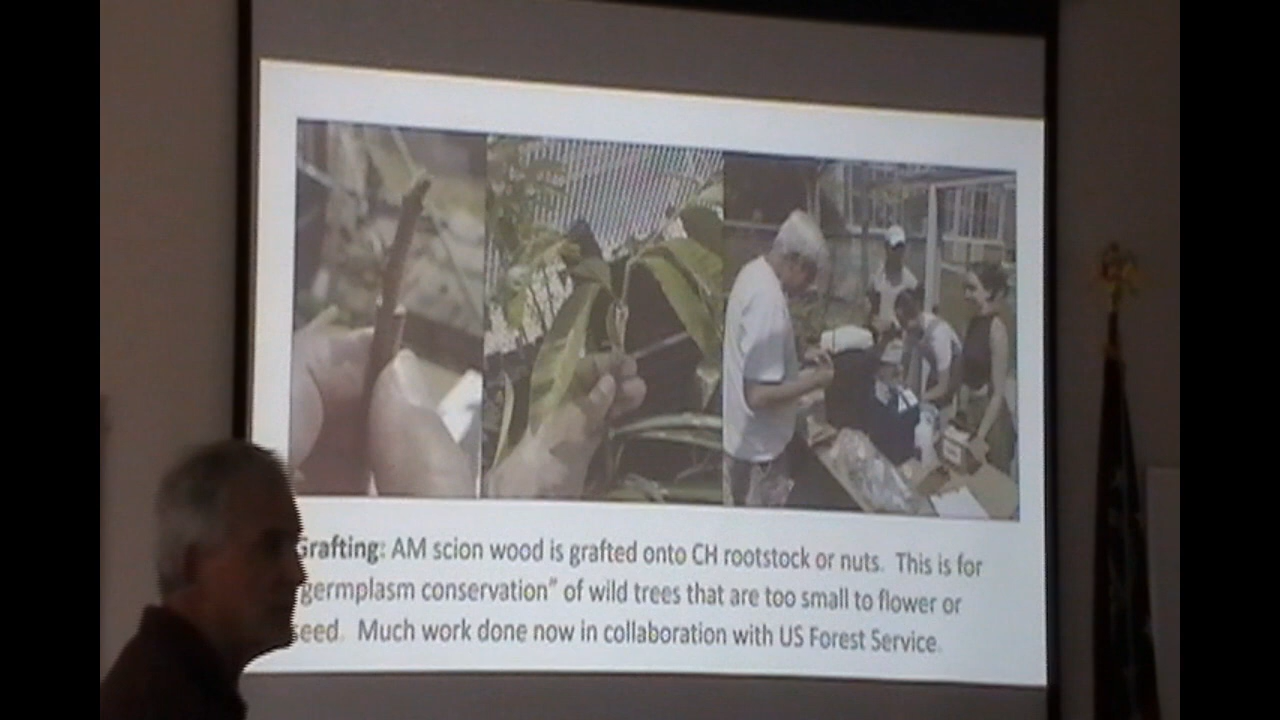 Grafting: AM scion wood is grafted onto CH rootstock or nuts. This is for
germplasm conservation" of wild trees that are too small to flower or
seed. Much work done now in collaboration with US Forest Service.